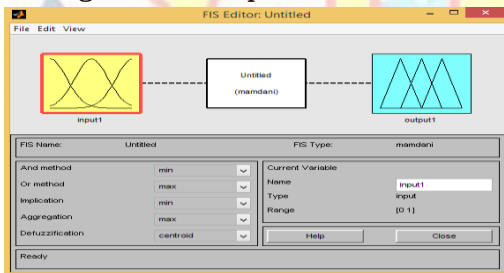 FIS Editor: Untitled
File Edit View
Untitled
(mamdani)
input1
output1
FIS Name: Untitled FIS Type: mamdani
And method min
Or method max
Implication min
Aggregation max
Defuzzification centroid
Current Variable
Name input1
Type input
Range [0 1]
Help Close
Ready